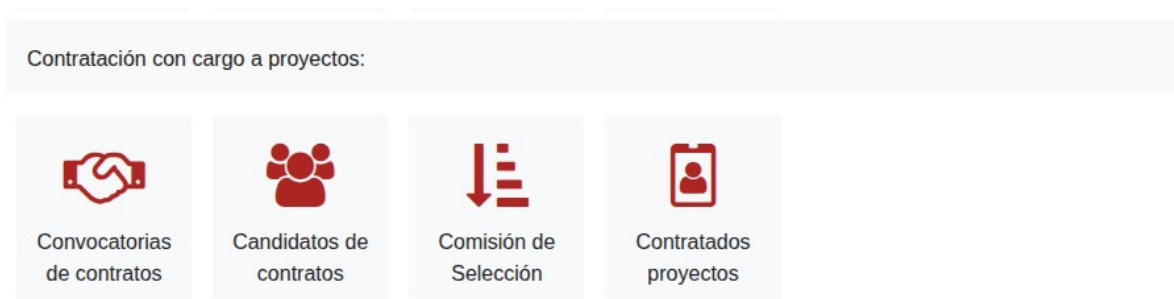 Contratación con cargo a proyectos:
Convocatorias
de contratos
Candidatos de
contratos
Comisión de
Selección
Contratados
proyectos